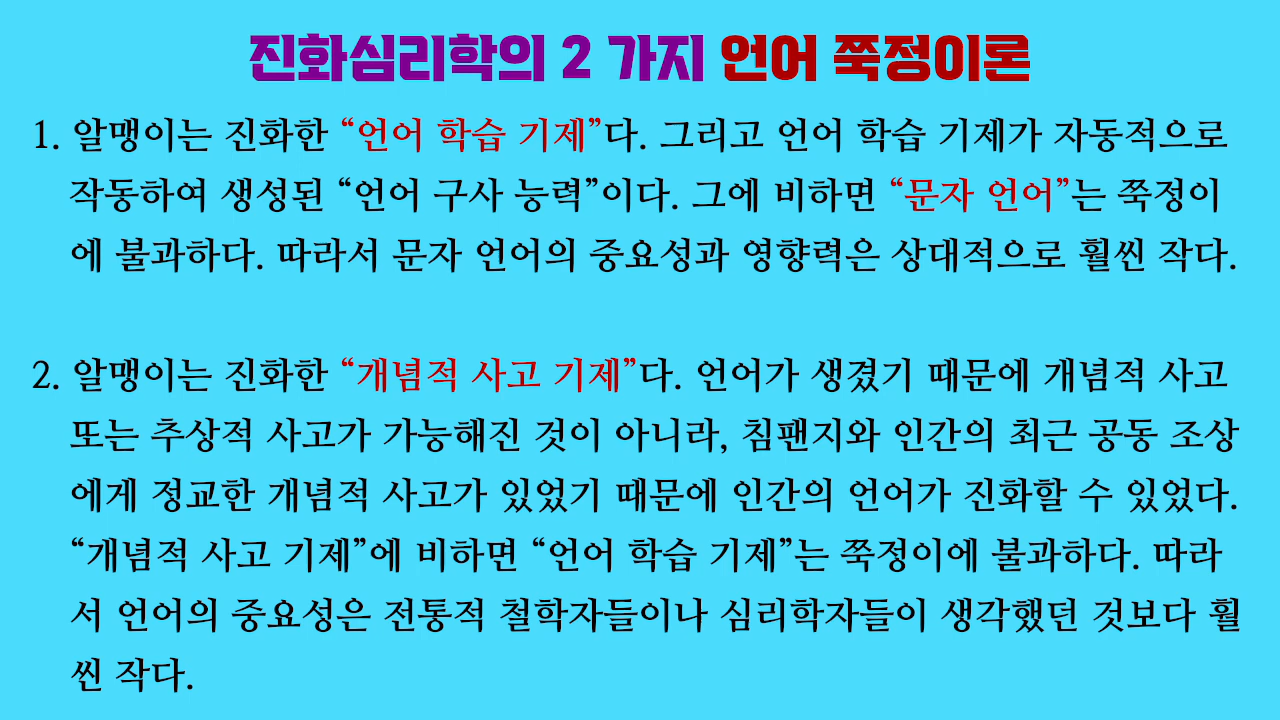 진화심리학의 2 가지 언어 쭉정이론
1. 알맹이는 진화한 “언어 학습 기제”다. 그리고 언어 학습 기제가 자동적으로
작동하여 생성된 “언어 구사 능력”이다. 그에 비하면 “문자 언어”는 쭉정이
에 불과하다. 따라서 문자 언어의 중요성과 영향력은 상대적으로 훨씬 작다.
2. 알맹이는 진화한 “개념적 사고 기제”다. 언어가 생겼기 때문에 개념적 사고
또는 추상적 사고가 가능해진 것이 아니라, 침팬지와 인간의 최근 공동 조상
에게 정교한 개념적 사고가 있었기 때문에 인간의 언어가 진화할 수 있었다.
“개념적 사고 기제”에 비하면 “언어 학습 기제”는 쭉정이에 불과하다. 따라
서 언어의 중요성은 전통적 철학자들이나 심리학자들이 생각했던 것보다 훨
씬 작다.